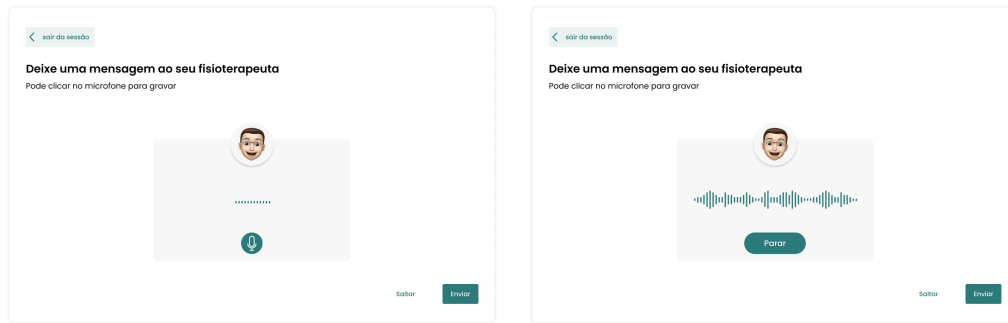 sair da sessão
Deixe uma mensagem ao seu fisioterapeuta
Pode clicar no microfone para gravar
Saltar
Enviar
sair da sessão
Deixe uma mensagem ao seu fisioterapeuta
Pode clicar no microfone para gravar
Parar
Saltar
Enviar